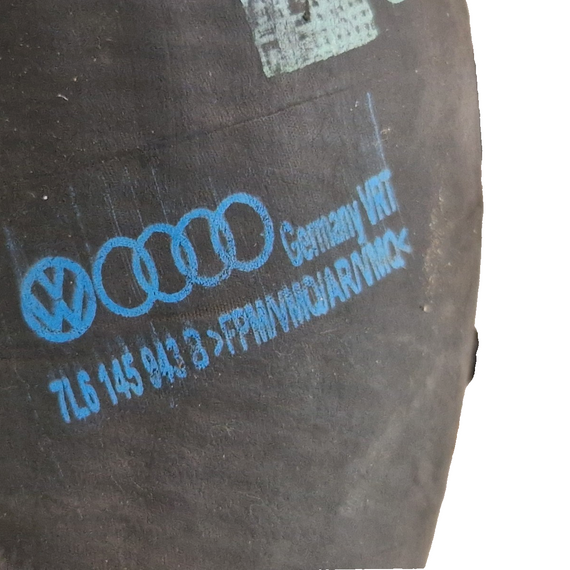 Germany VRT
7L6 145 943 B >FPM/VMQ/AR/VMQ<